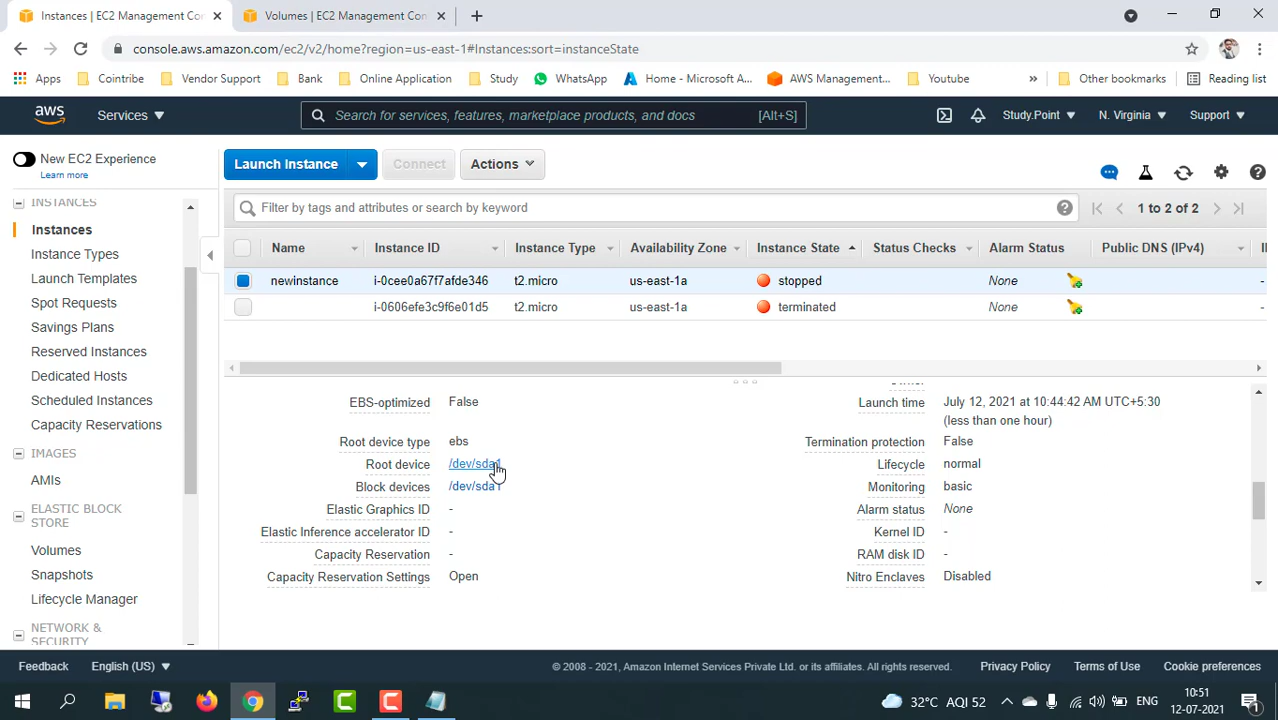 Instances | EC2 Management Con
Volumes | EC2 Management Cont
console.aws.amazon.com/ec2/v2/home?region=us-east-1#Instances:sort=instanceState
Apps
Cointribe
Vendor Support
Bank
Online Application
Study
WhatsApp
Home - Microsoft A...
AWS Management...
Youtube
»
Other bookmarks
Reading list
aws
Services
Search for services, features, marketplace products, and docs
[Alt+S]
Study.Point
N. Virginia
Support
New EC2 Experience
Learn more
INSTANCES
Instances
Instance Types
Launch Templates
Spot Requests
Savings Plans
Reserved Instances
Dedicated Hosts
Scheduled Instances
Capacity Reservations
IMAGES
AMIs
ELASTIC BLOCK
STORE
Volumes
Snapshots
Lifecycle Manager
NETWORK &
SECURITY
Launch Instance
Connect
Actions
Filter by tags and attributes or search by keyword
1 to 2 of 2
Name Instance ID Instance Type Availability Zone Instance State Status Checks Alarm Status Public DNS (IPv4)
newinstance i-0cee0a67f7afde346 t2.micro us-east-1a stopped None -
i-0606efe3c9f6e01d5 t2.micro us-east-1a terminated None -
EBS-optimized False
Root device type ebs
Root device /dev/sda1
Block devices /dev/sda1
Elastic Graphics ID -
Elastic Inference accelerator ID -
Capacity Reservation -
Capacity Reservation Settings Open
Owner
Launch time July 12, 2021 at 10:44:42 AM UTC+5:30
(less than one hour)
Termination protection False
Lifecycle normal
Monitoring basic
Alarm status None
Kernel ID -
RAM disk ID -
Nitro Enclaves Disabled
Feedback
English (US)
© 2008 - 2021, Amazon Internet Services Private Ltd. or its affiliates. All rights reserved.
Privacy Policy
Terms of Use
Cookie preferences
32°C AQI 52
ENG
10:51
12-07-2021
1